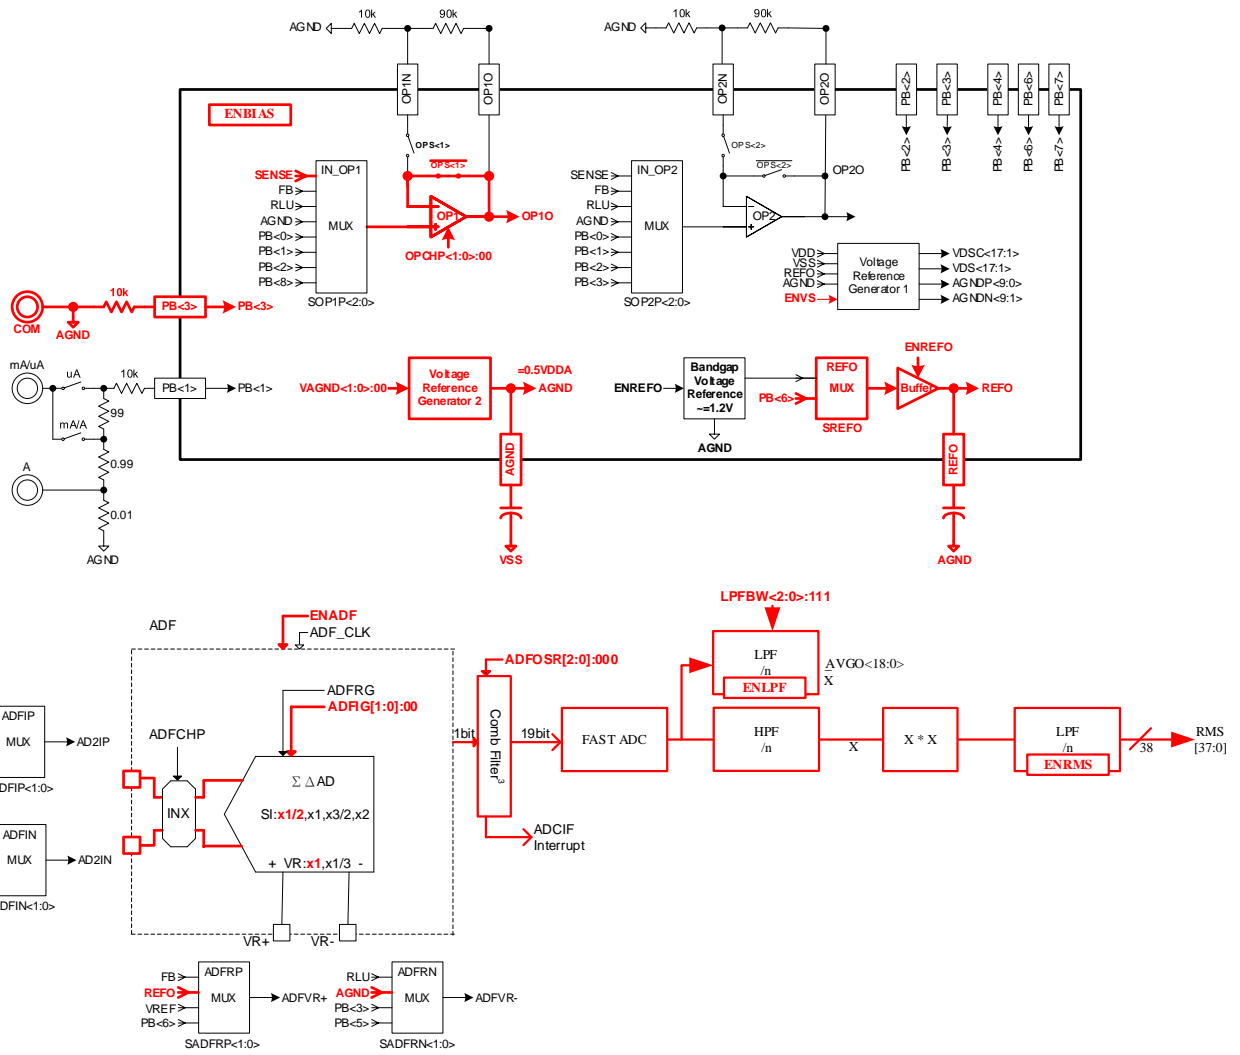 10k
90k
AGND
OP1N
OP1O
10k
90k
AGND
OP2N
OP2O
PB<2>
PB<3>
PB<4>
PB<6>
PB<7>
PB<2>
PB<3>
PB<4>
PB<6>
PB<7>
ENBIAS
OPS<1>
OPS<1>
SENSE
FB
RLU
AGND
PB<0>
PB<1>
PB<2>
PB<8>
IN_OP1
MUX
SOP1P<2:0>
OP1
OP1O
OPCHP<1:0>:00
OPS<2>
OPS<2>
OP2O
SENSE
FB
RLU
AGND
PB<0>
PB<1>
PB<2>
PB<3>
IN_OP2
MUX
SOP2P<2:0>
OP2
VDD
VSS
REFO
AGND
ENVS
Voltage
Reference
Generator 1
VDSC<17:1>
VDS<17:1>
AGNDP<9:0>
AGNDN<9:1>
COM
AGND
10k
PB<3>
PB<3>
mA/uA
uA
10k
PB<1>
PB<1>
99
mA/A
0.99
A
0.01
AGND
VAGND<1:0>:00
Voltage
Reference
Generator 2
=0.5VDDA
AGND
AGND
VSS
ENREFO
Bandgap
Voltage
Reference
~=1.2V
AGND
PB<6>
REFO
MUX
SREFO
ENREFO
Buffer
REFO
REFO
AGND
ADF
ENADF
ADF_CLK
ADFRG
ADFIG[1:0]:00
ADFCHP
INX
Σ Δ AD
SI:x1/2,x1,x3/2,x2
+ VR:x1,x1/3 -
VR+
VR-
ADFIP
MUX
AD2IP
DFIP<1:0>
ADFIN
MUX
AD2IN
DFIN<1:0>
1bit
ADFOSR[2:0]:000
Comb Filter3
19bit
ADCIF
Interrupt
FAST ADC
LPFBW<2:0>:111
LPF
/n
ENLPF
AVGO<18:0>
X
HPF
/n
X
X * X
LPF
/n
ENRMS
38
RMS
[37:0]
FB
REFO
VREF
PB<6>
ADFRP
MUX
ADFVR+
SADFRP<1:0>
RLU
AGND
PB<3>
PB<5>
ADFRN
MUX
ADFVR-
SADFRN<1:0>